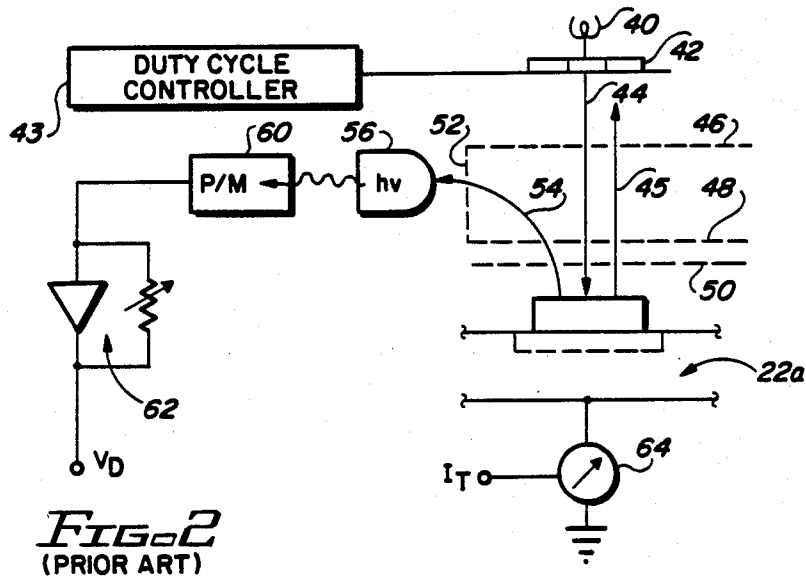 40
42
DUTY CYCLE
CONTROLLER
43
44
60
56
52
46
P/M
hv
54
45
48
50
22a
62
64
VD
IT
FIG. 2
(PRIOR ART)